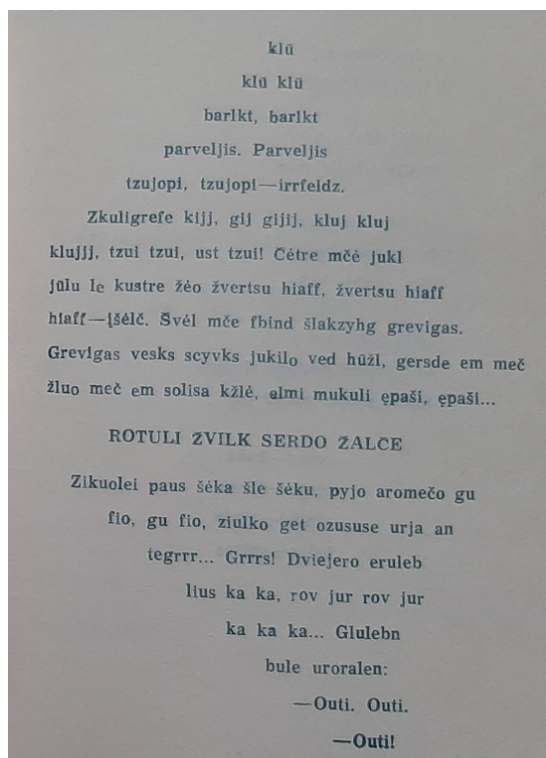 klū
klū klū
barlkt, barlkt
parveljis. Parveljis
tzujopi, tzujopi—irrfeldz.
Zkuligrefe kijj, gij gijij, kluj kluj
klujjj, tzui tzui, ust tzui! Čėtre mčė jukl
jūlu le kustre žėo žvertsu hiaff, žvertsu hiaff
hiaff—įšėlč. Švėl mče fbind šlakzyhg grevigas.
Grevigas vesks scyvks jukilo ved hūžl, gersde em meč
žluo meč em solisa kžlė, elmi mukuli ępaši, ępaši...
ROTULI ŽVILK SERDO ŽALCE
Zikuolei paus šėka šle šėku, pyjo aromečo gu
fio, gu fio, ziulko get ozususe urja an
tegrrr... Grrrs! Dviejero eruleb
lius ka ka, rov jur rov jur
ka ka ka... Glulebn
bule uroralen:
—Outi. Outi.
—Outi!